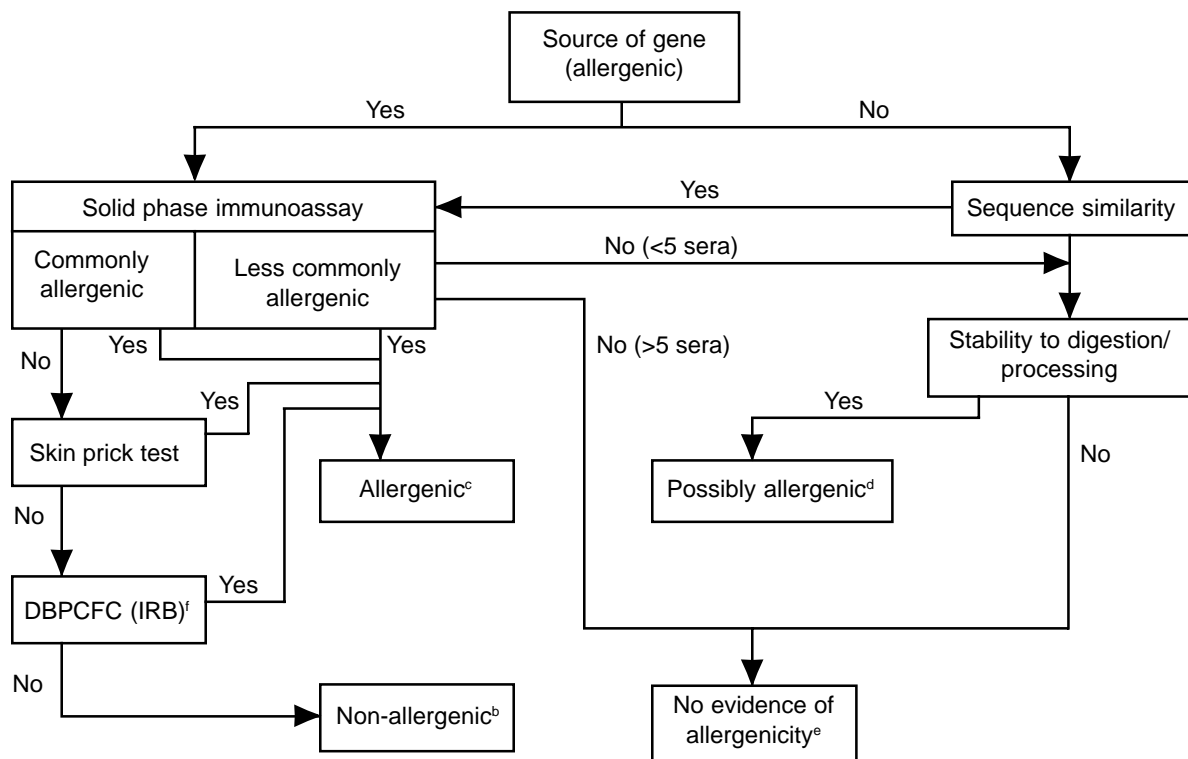 Source of gene
(allergenic)
Yes
No
Solid phase immunoassay
Yes
Sequence similarity
Commonly
allergenic
Less commonly
allergenic
No (<5 sera)
No
Yes
Yes
No (>5 sera)
Stability to digestion/
processing
Yes
Yes
Skin prick test
Allergenicᶜ
Possibly allergenicᵈ
No
No
DBPCFC (IRB)ᶠ
Yes
No
Non-allergenicᵇ
No evidence of
allergenicityᵉ